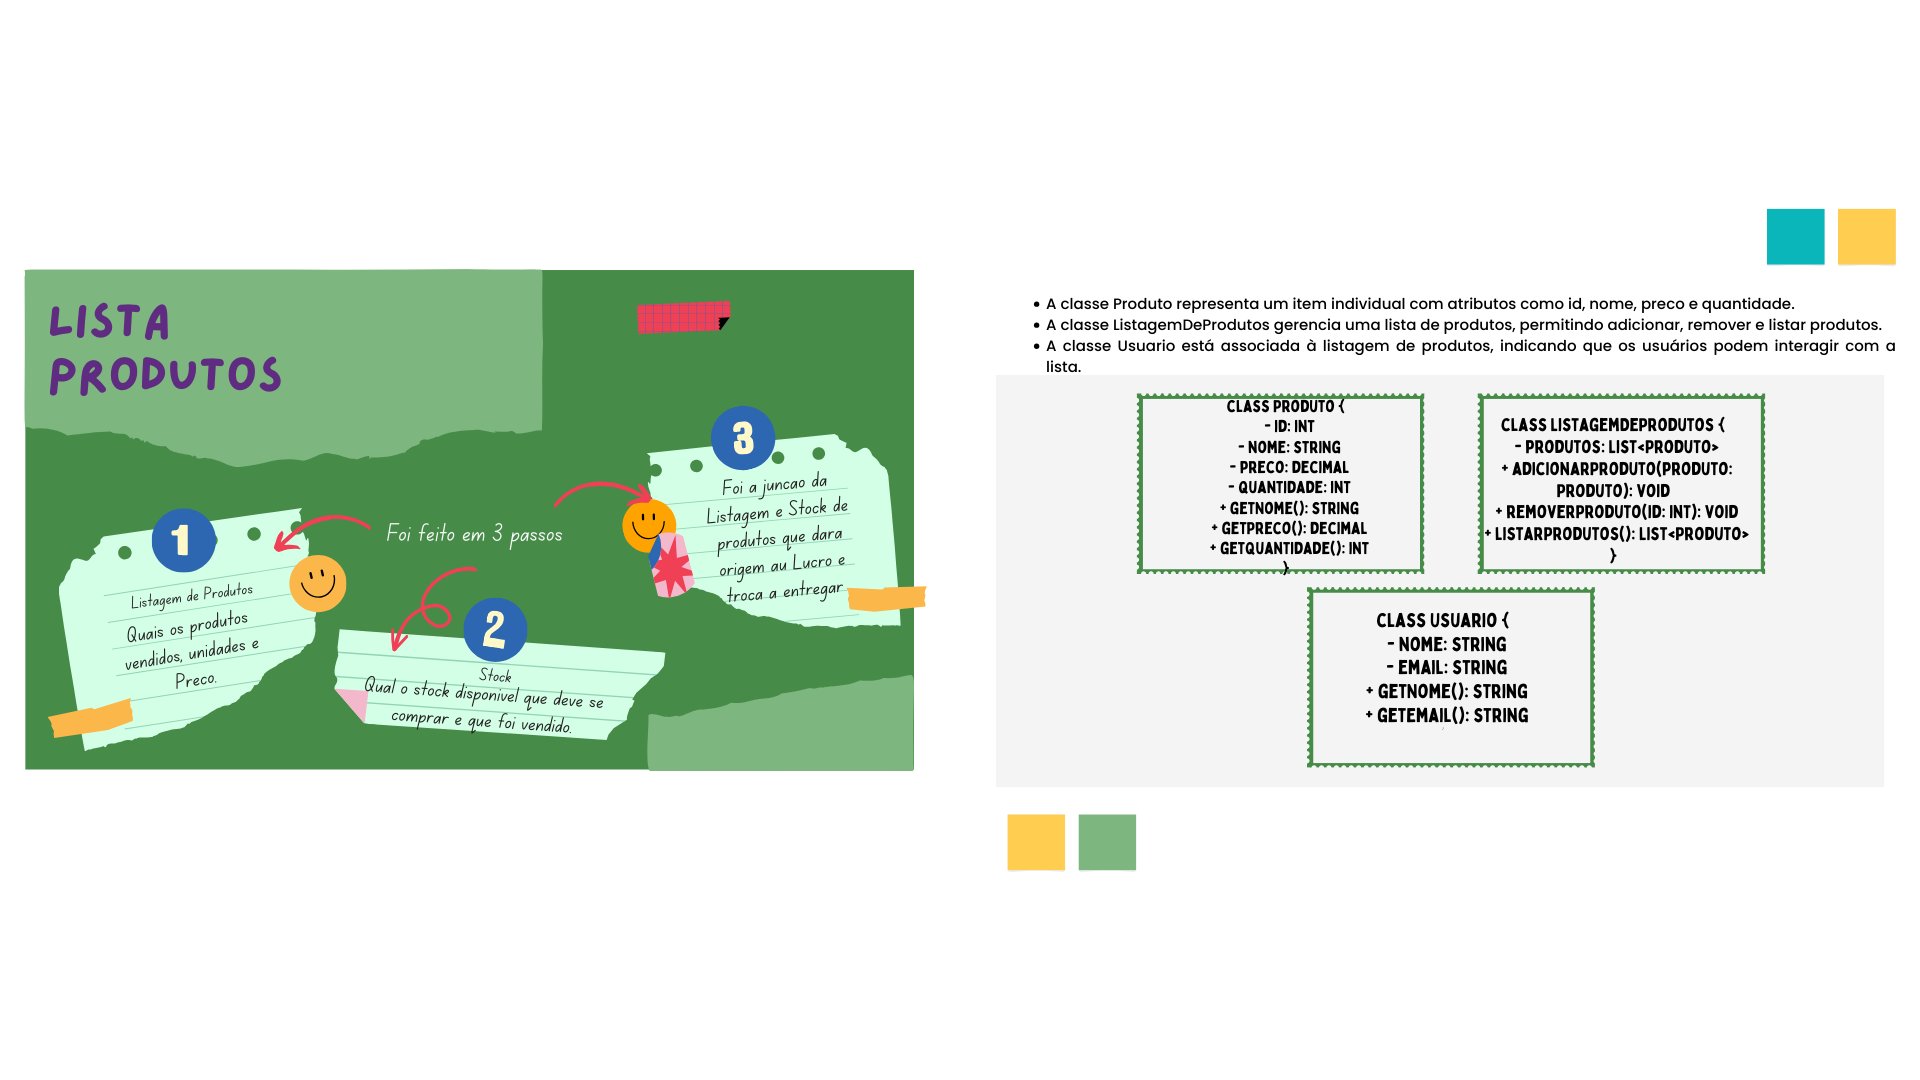 LISTA
PRODUTOS
Foi feito em 3 passos
1
Listagem de Produtos
Quais os produtos
vendidos, unidades e
Preco.
2
Stock
Qual o stock disponivel que deve se
comprar e que foi vendido.
3
Foi a juncao da
Listagem e Stock de
produtos que dara
origem au Lucro e
troca a entregar
• A classe Produto representa um item individual com atributos como id, nome, preco e quantidade.
• A classe ListagemDeProdutos gerencia uma lista de produtos, permitindo adicionar, remover e listar produtos.
• A classe Usuario está associada à listagem de produtos, indicando que os usuários podem interagir com a
lista.
CLASS PRODUTO {
- ID: INT
- NOME: STRING
- PRECO: DECIMAL
- QUANTIDADE: INT
+ GETNOME(): STRING
+ GETPRECO(): DECIMAL
+ GETQUANTIDADE(): INT
}
CLASS LISTAGEMDEPRODUTOS {
- PRODUTOS: LIST<PRODUTO>
+ ADICIONARPRODUTO(PRODUTO:
PRODUTO): VOID
+ REMOVERPRODUTO(ID: INT): VOID
+ LISTARPRODUTOS(): LIST<PRODUTO>
}
CLASS USUARIO {
- NOME: STRING
- EMAIL: STRING
+ GETNOME(): STRING
+ GETEMAIL(): STRING